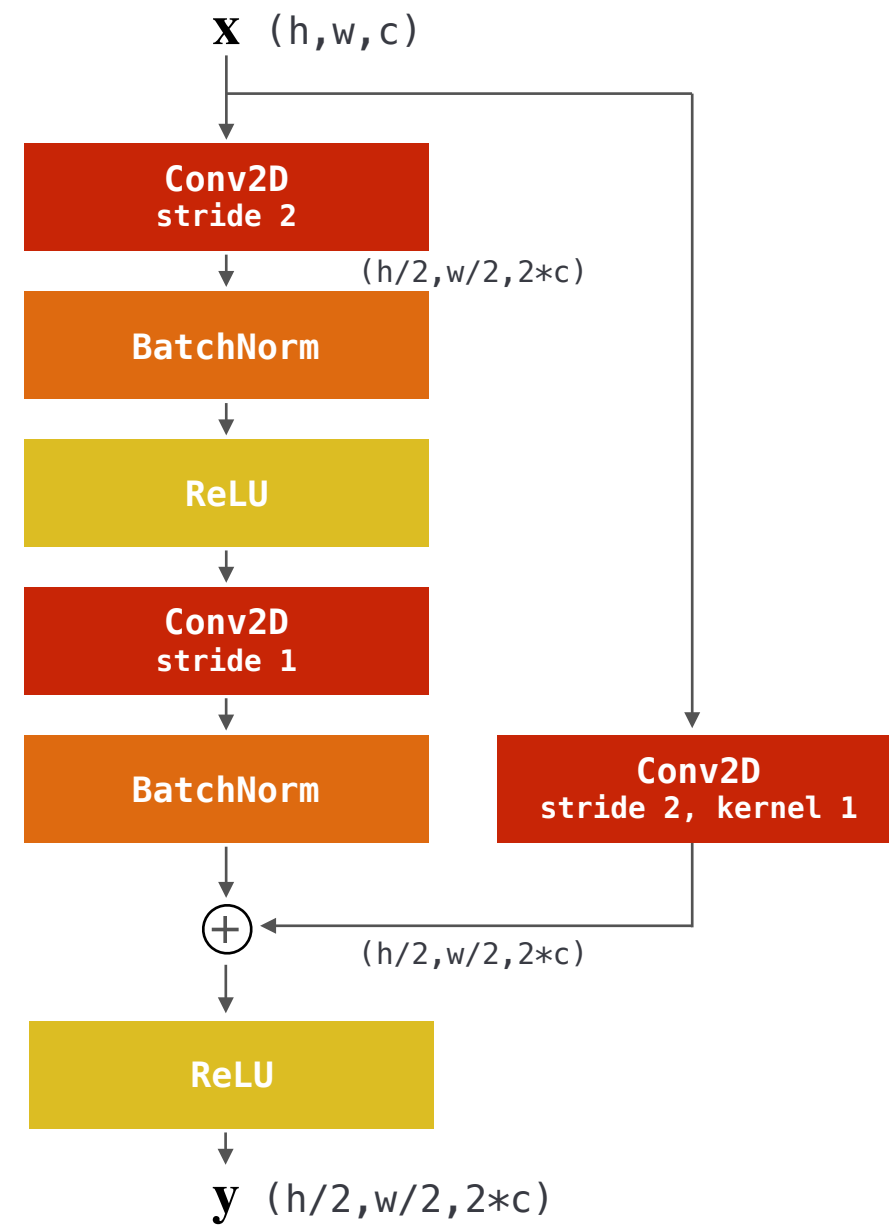 x (h,w,c)
Conv2D
stride 2
(h/2,w/2,2*c)
BatchNorm
ReLU
Conv2D
stride 1
BatchNorm
Conv2D
stride 2, kernel 1
+
(h/2,w/2,2*c)
ReLU
y (h/2,w/2,2*c)